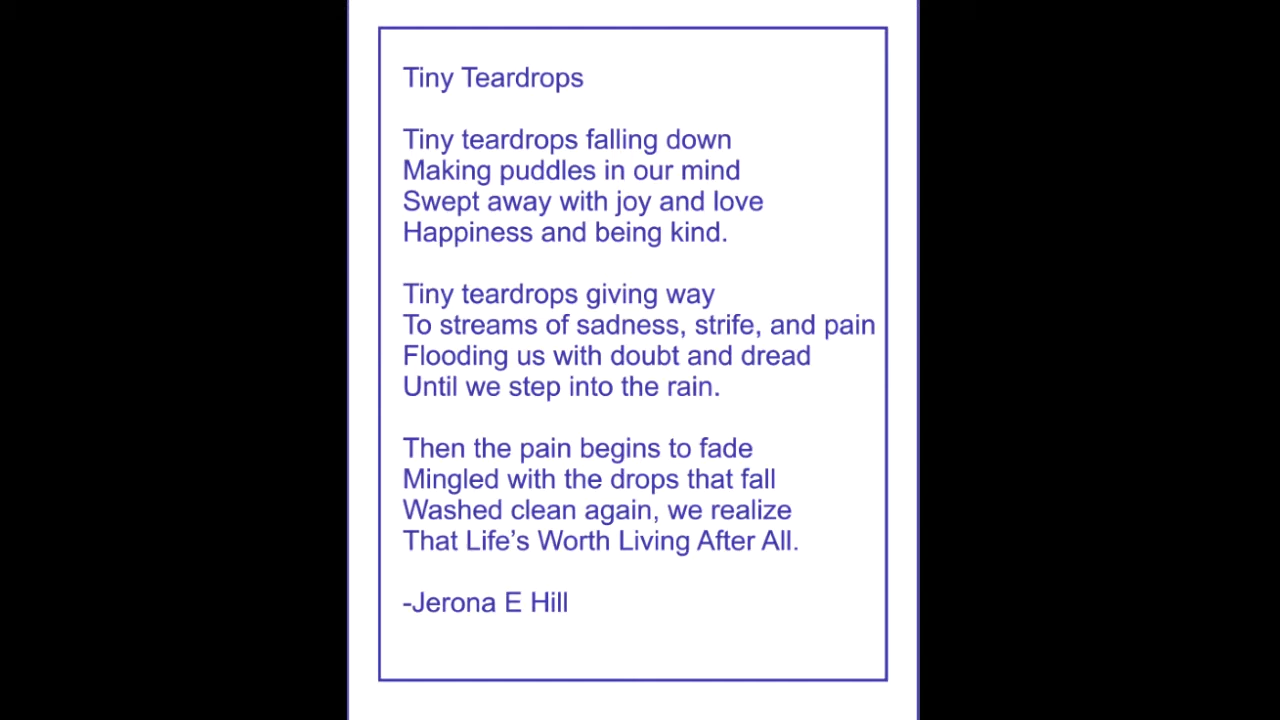 Tiny Teardrops
Tiny teardrops falling down
Making puddles in our mind
Swept away with joy and love
Happiness and being kind.
Tiny teardrops giving way
To streams of sadness, strife, and pain
Flooding us with doubt and dread
Until we step into the rain.
Then the pain begins to fade
Mingled with the drops that fall
Washed clean again, we realize
That Life’s Worth Living After All.
-Jerona E Hill